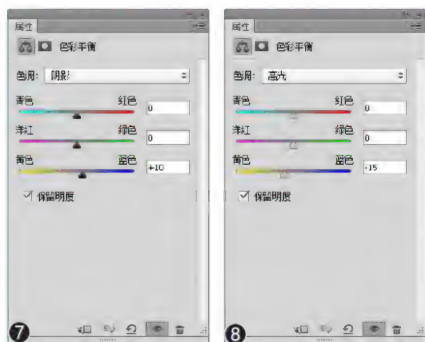 属性
色彩平衡
色调: 阴影
青色 红色 0
洋红 绿色 0
黄色 蓝色 +10
保留明度
7
属性
色彩平衡
色调: 高光
青色 红色 0
洋红 绿色 0
黄色 蓝色 -15
保留明度
8